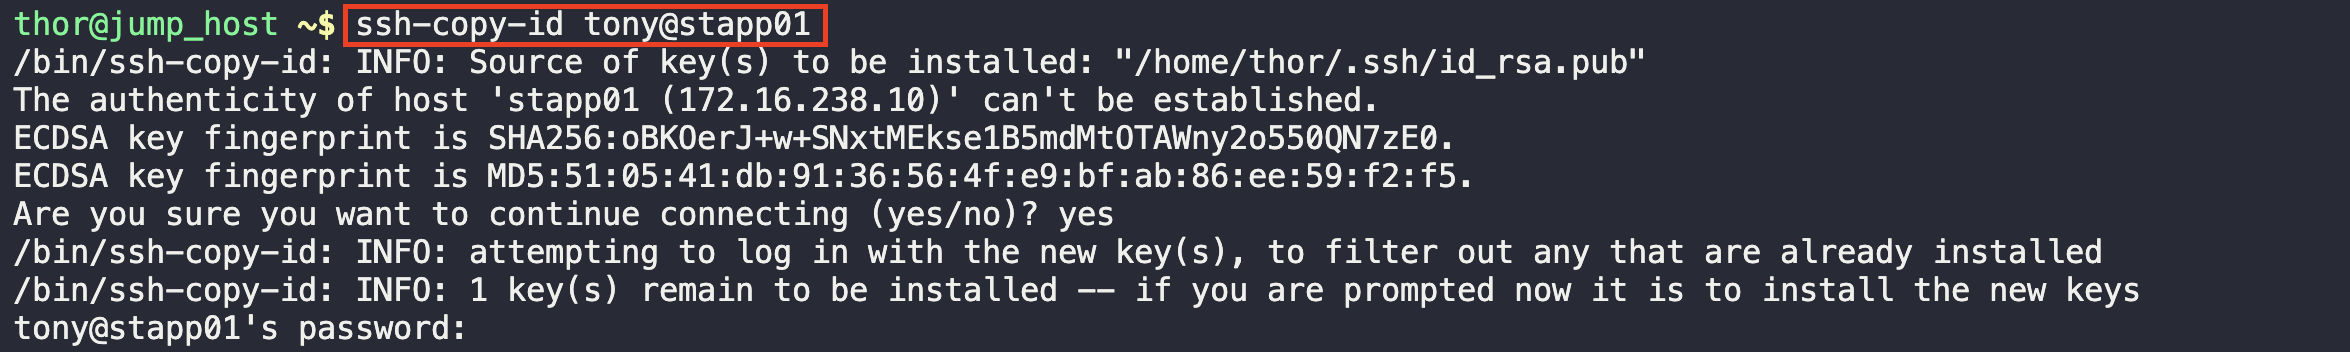 thor@jump_host ~$ ssh-copy-id tony@stapp01
/bin/ssh-copy-id: INFO: Source of key(s) to be installed: "/home/thor/.ssh/id_rsa.pub"
The authenticity of host 'stapp01 (172.16.238.10)' can't be established.
ECDSA key fingerprint is SHA256:oBKOerJ+w+SNxtMEkse1B5mdMtOTAWny2o550QN7zE0.
ECDSA key fingerprint is MD5:51:05:41:db:91:36:56:4f:e9:bf:ab:86:ee:59:f2:f5.
Are you sure you want to continue connecting (yes/no)? yes
/bin/ssh-copy-id: INFO: attempting to log in with the new key(s), to filter out any that are already installed
/bin/ssh-copy-id: INFO: 1 key(s) remain to be installed -- if you are prompted now it is to install the new keys
tony@stapp01's password: